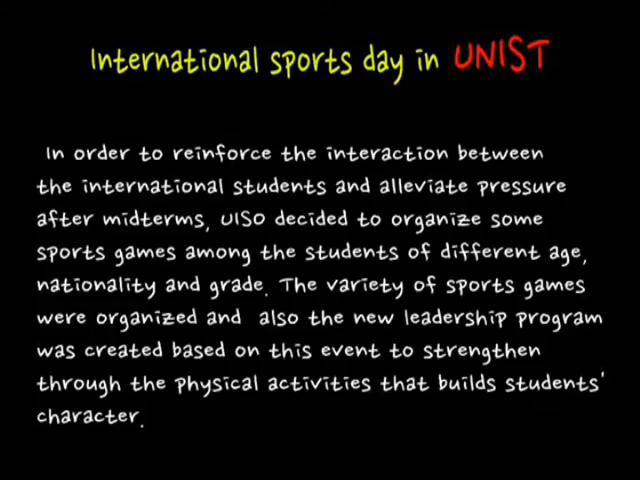 International sports day in UNIST
In order to reinforce the interaction between
the international students and alleviate pressure
after midterms, UISO decided to organize some
sports games among the students of different age,
nationality and grade. The variety of sports games
were organized and also the new leadership program
was created based on this event to strengthen
through the physical activities that builds students'
character.